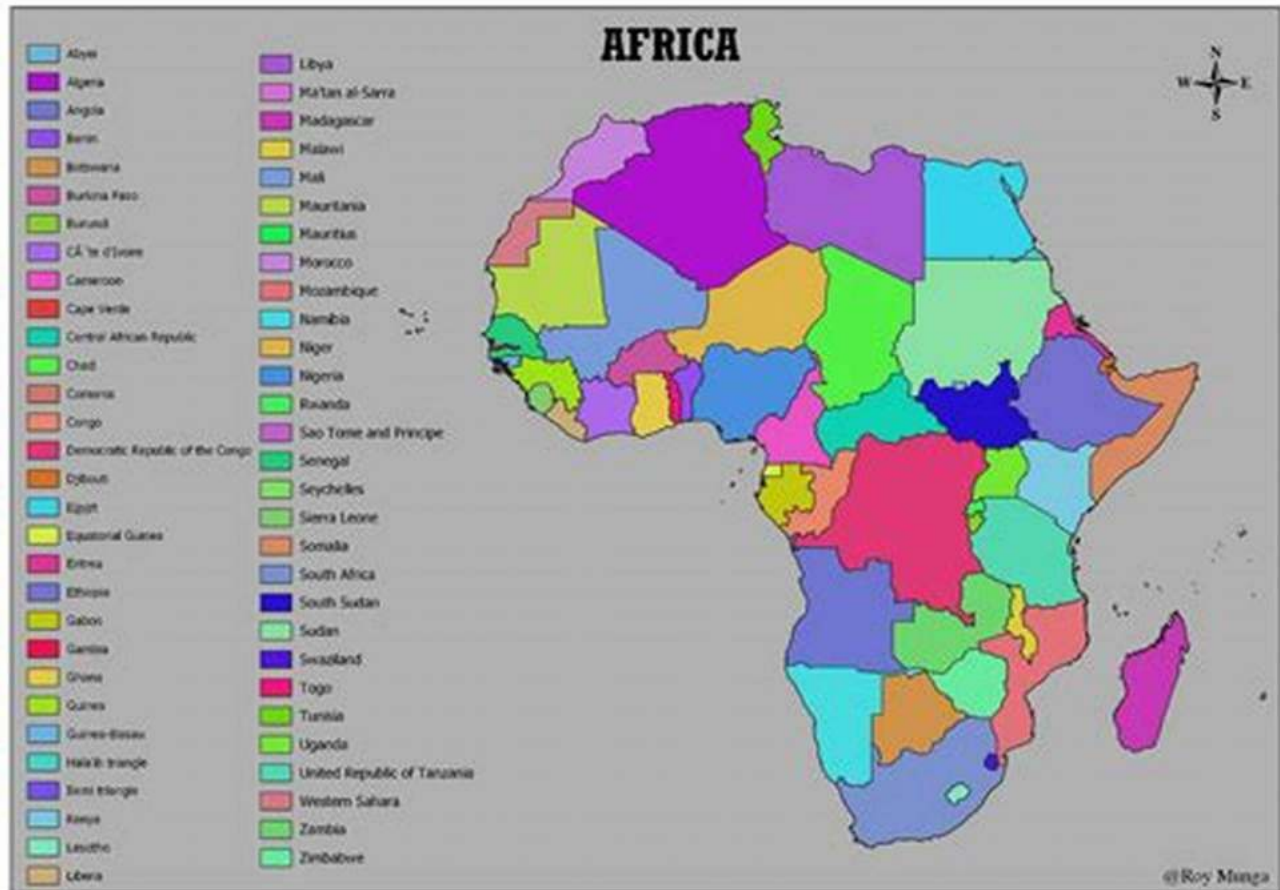 AFRICA
N
W E
S
Abyei
Algeria
Angola
Benin
Botswana
Burkina Faso
Burundi
CÃ´te d'Ivoire
Cameroon
Cape Verde
Central African Republic
Chad
Comoros
Congo
Democratic Republic of the Congo
Djibouti
Egypt
Equatorial Guinea
Eritrea
Ethiopia
Gabon
Gambia
Ghana
Guinea
Guinea-Bissau
Hala'ib triangle
Ilemi triangle
Kenya
Lesotho
Liberia
Libya
Ma'tan al-Sarra
Madagascar
Malawi
Mali
Mauritania
Mauritius
Morocco
Mozambique
Namibia
Niger
Nigeria
Rwanda
Sao Tome and Principe
Senegal
Seychelles
Sierra Leone
Somalia
South Africa
South Sudan
Sudan
Swaziland
Togo
Tunisia
Uganda
United Republic of Tanzania
Western Sahara
Zambia
Zimbabwe
@Roy Munga